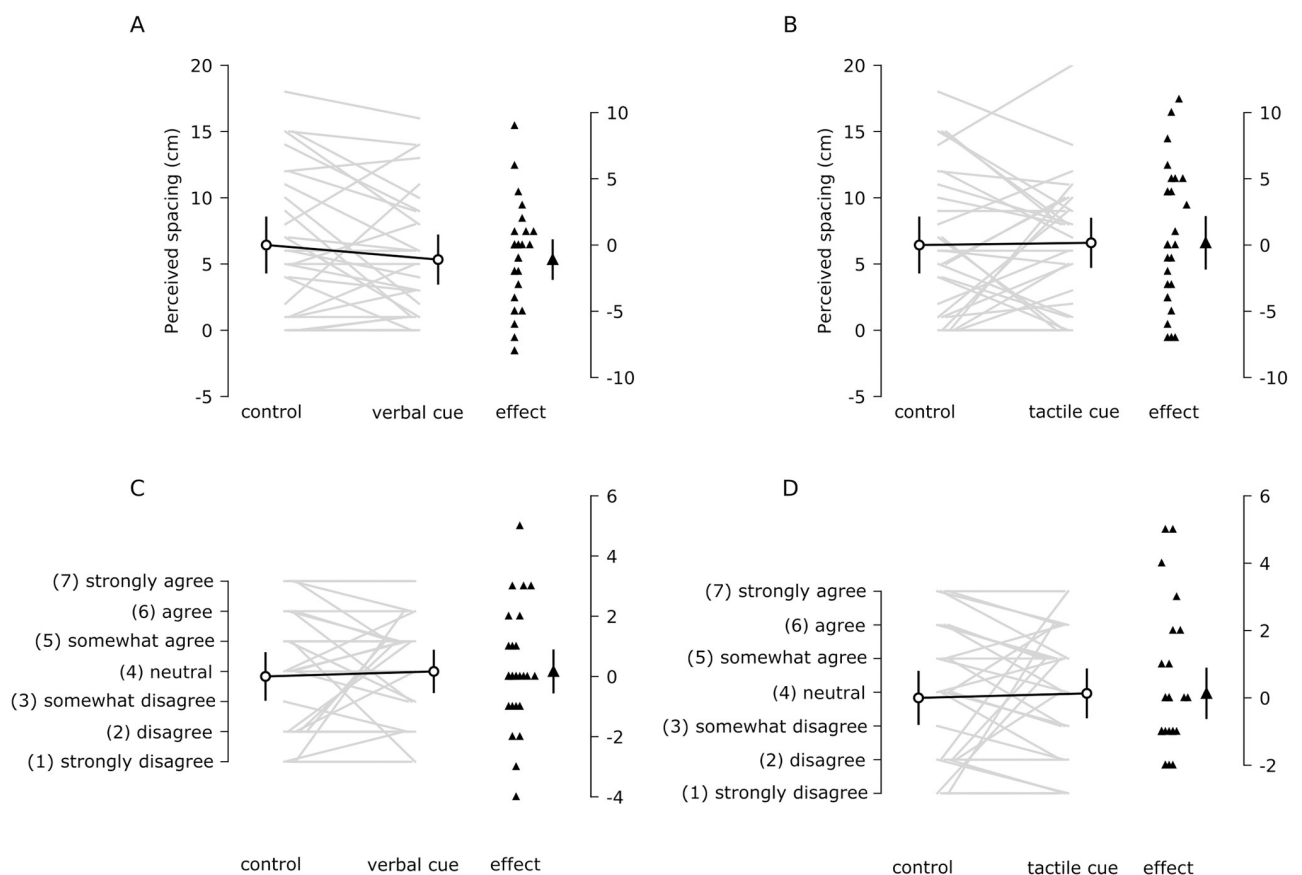 A
B
Perceived spacing (cm)
20
15
10
5
0
-5
10
5
0
-5
-10
control
verbal cue
effect
Perceived spacing (cm)
20
15
10
5
0
-5
10
5
0
-5
-10
control
tactile cue
effect
C
D
(7) strongly agree
(6) agree
(5) somewhat agree
(4) neutral
(3) somewhat disagree
(2) disagree
(1) strongly disagree
6
4
2
0
-2
-4
control
verbal cue
effect
(7) strongly agree
(6) agree
(5) somewhat agree
(4) neutral
(3) somewhat disagree
(2) disagree
(1) strongly disagree
6
4
2
0
-2
control
tactile cue
effect